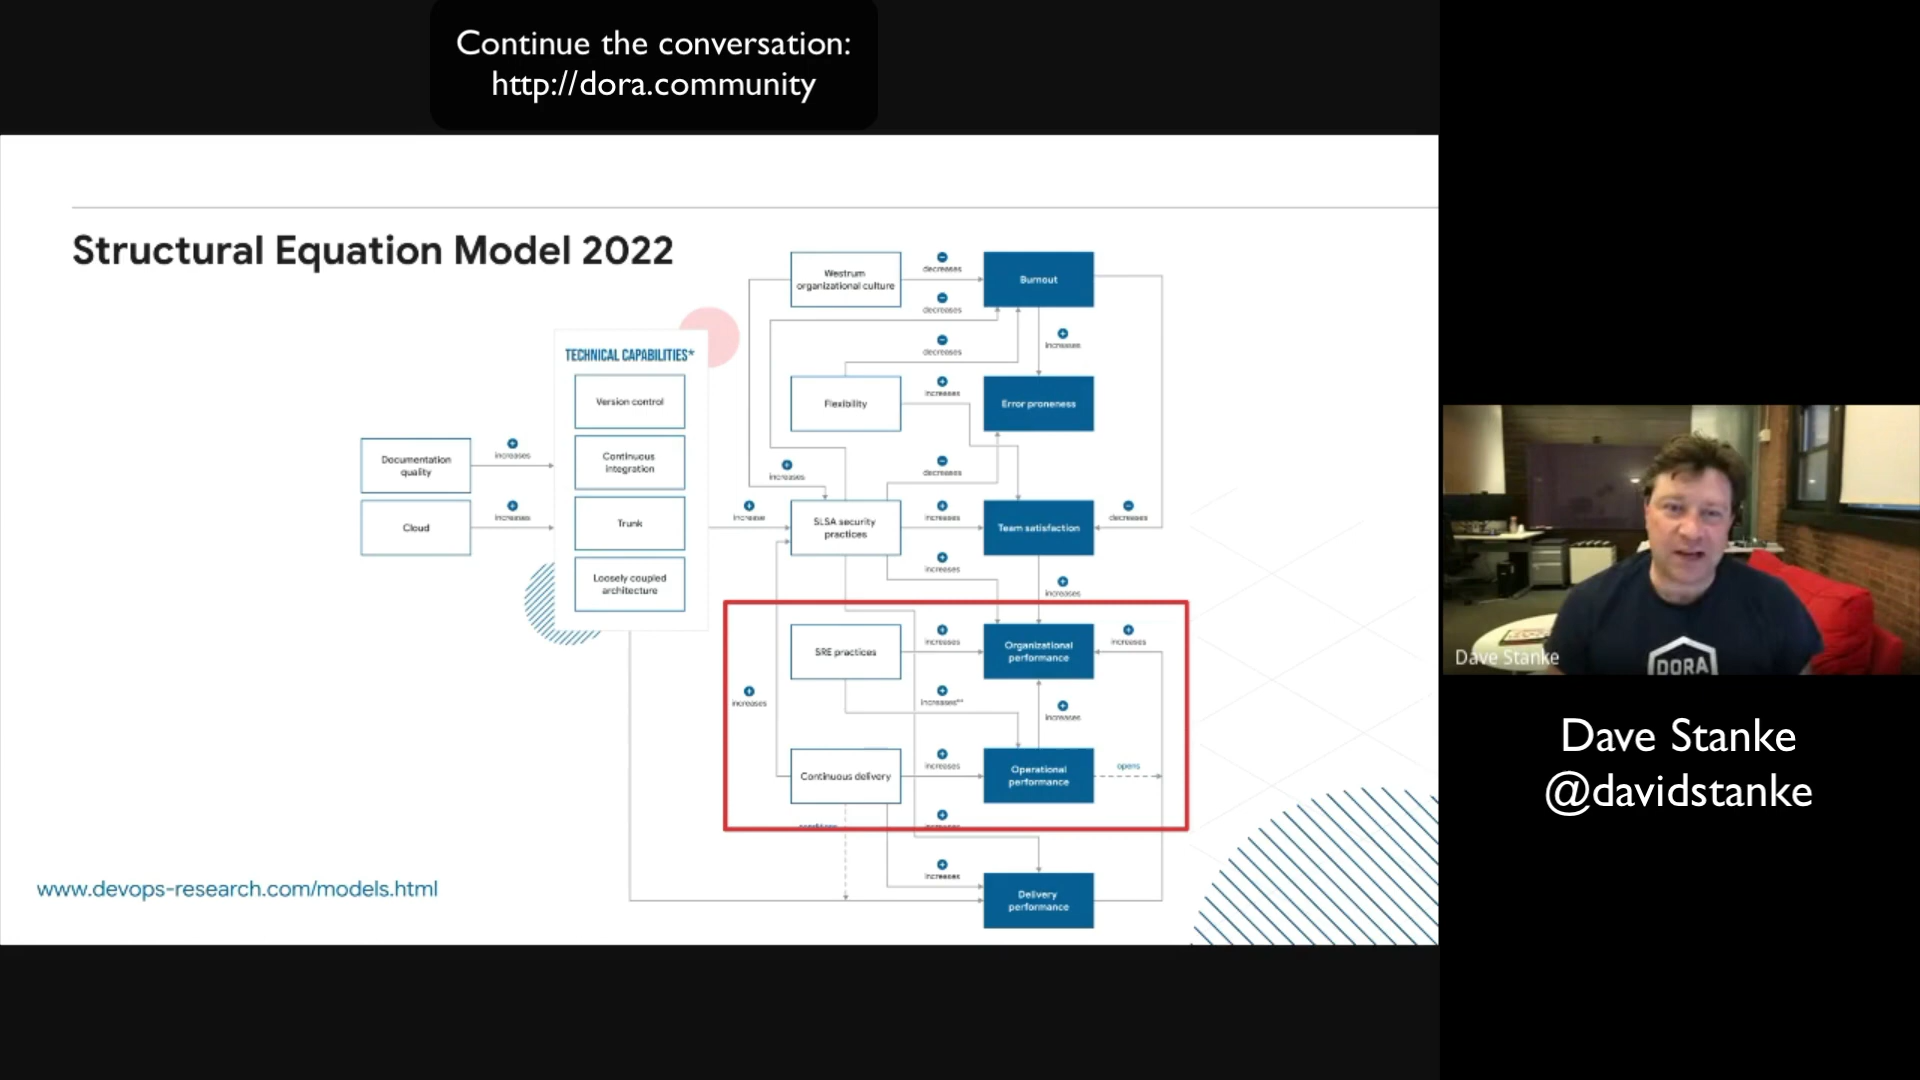 Continue the conversation:
http://dora.community
Structural Equation Model 2022
Westrum
organizational culture
decreases
Burnout
decreases
decreases
increases
TECHNICAL CAPABILITIES*
Version control
Flexibility
increases
Error proneness
Documentation
quality
increases
Continuous
integration
increases
decreases
Cloud
increases
Trunk
increase
SLSA security
practices
increases
Team satisfaction
decreases
increases
Loosely coupled
architecture
increases
SRE practices
increases
Organizational
performance
increases
increases
increases**
increases
Continuous delivery
increases
Operational
performance
opens
increases
increases
Delivery
performance
www.devops-research.com/models.html
Dave Stanke
DORA
Dave Stanke
@davidstanke